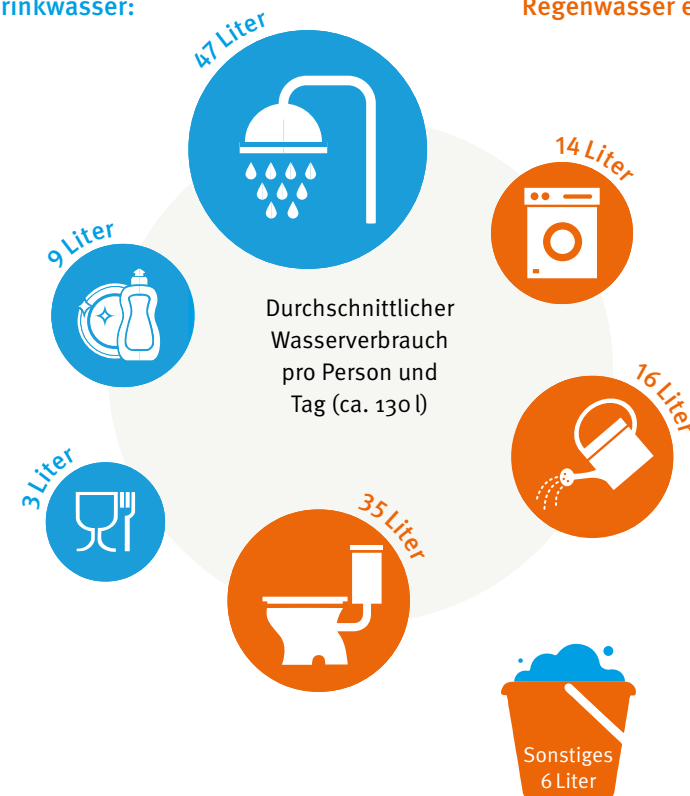 rinkwasser:
Regenwasser e
47 Liter
14 Liter
9 Liter
Durchschnittlicher
Wasserverbrauch
pro Person und
Tag (ca. 130 l)
16 Liter
3 Liter
35 Liter
Sonstiges
6 Liter